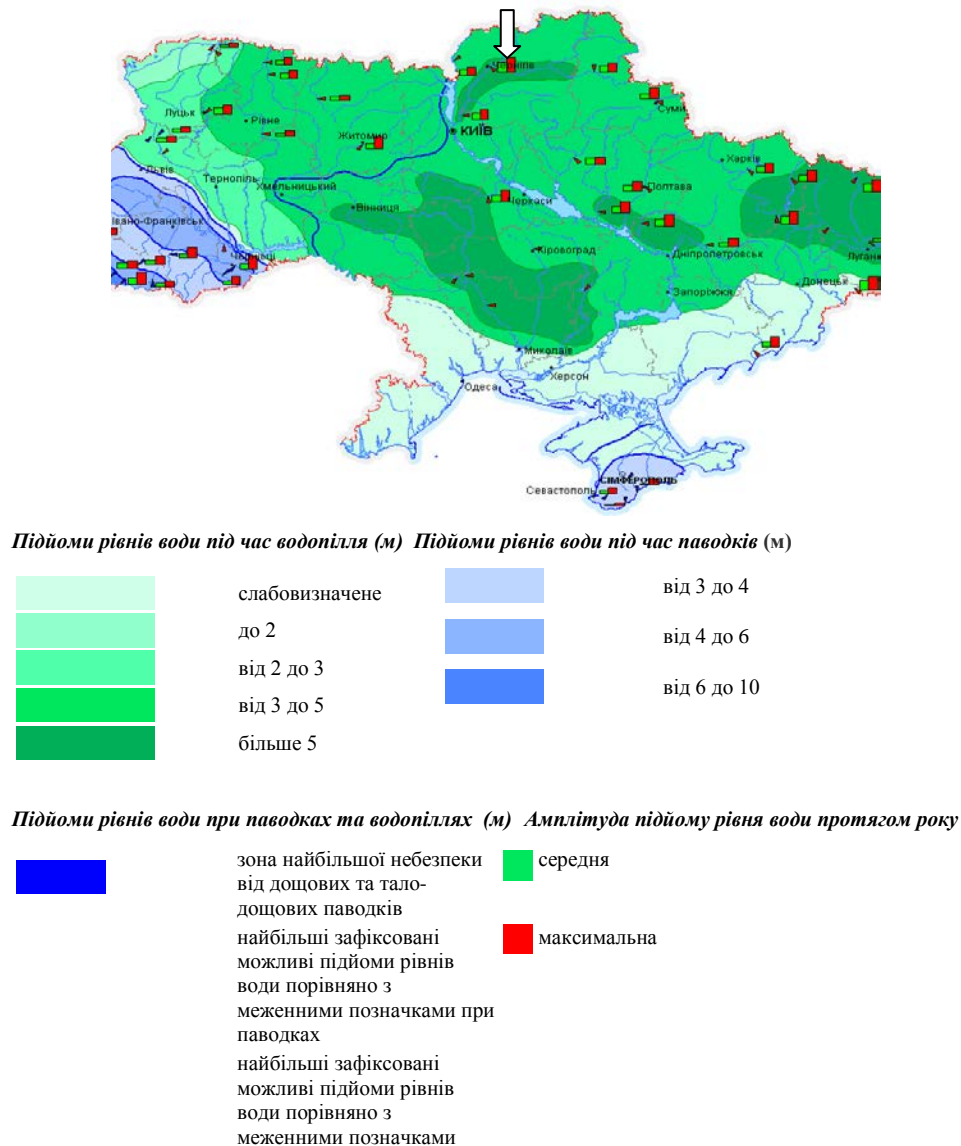 Чернігів
Суми
Луцьк
Рівне
Житомир
КИЇВ
Харків
Львів
Тернопіль
Хмельницький
Вінниця
Черкаси
Полтава
Івано-Франківськ
Чернівці
Кіровоград
Дніпропетровськ
Луганськ
Запоріжжя
Донецьк
Миколаїв
Херсон
Одеса
СІМФЕРОПОЛЬ
Севастополь
Підйоми рівнів води під час водопілля (м) Підйоми рівнів води під час паводків (м)
слабовизначене
до 2
від 2 до 3
від 3 до 5
більше 5
від 3 до 4
від 4 до 6
від 6 до 10
Підйоми рівнів води при паводках та водопіллях (м) Амплітуда підйому рівня води протягом року
зона найбільшої небезпеки
від дощових та тало-
дощових паводків
найбільші зафіксовані
можливі підйоми рівнів
води порівняно з
меженними позначками при
паводках
найбільші зафіксовані
можливі підйоми рівнів
води порівняно з
меженними позначками
середня
максимальна